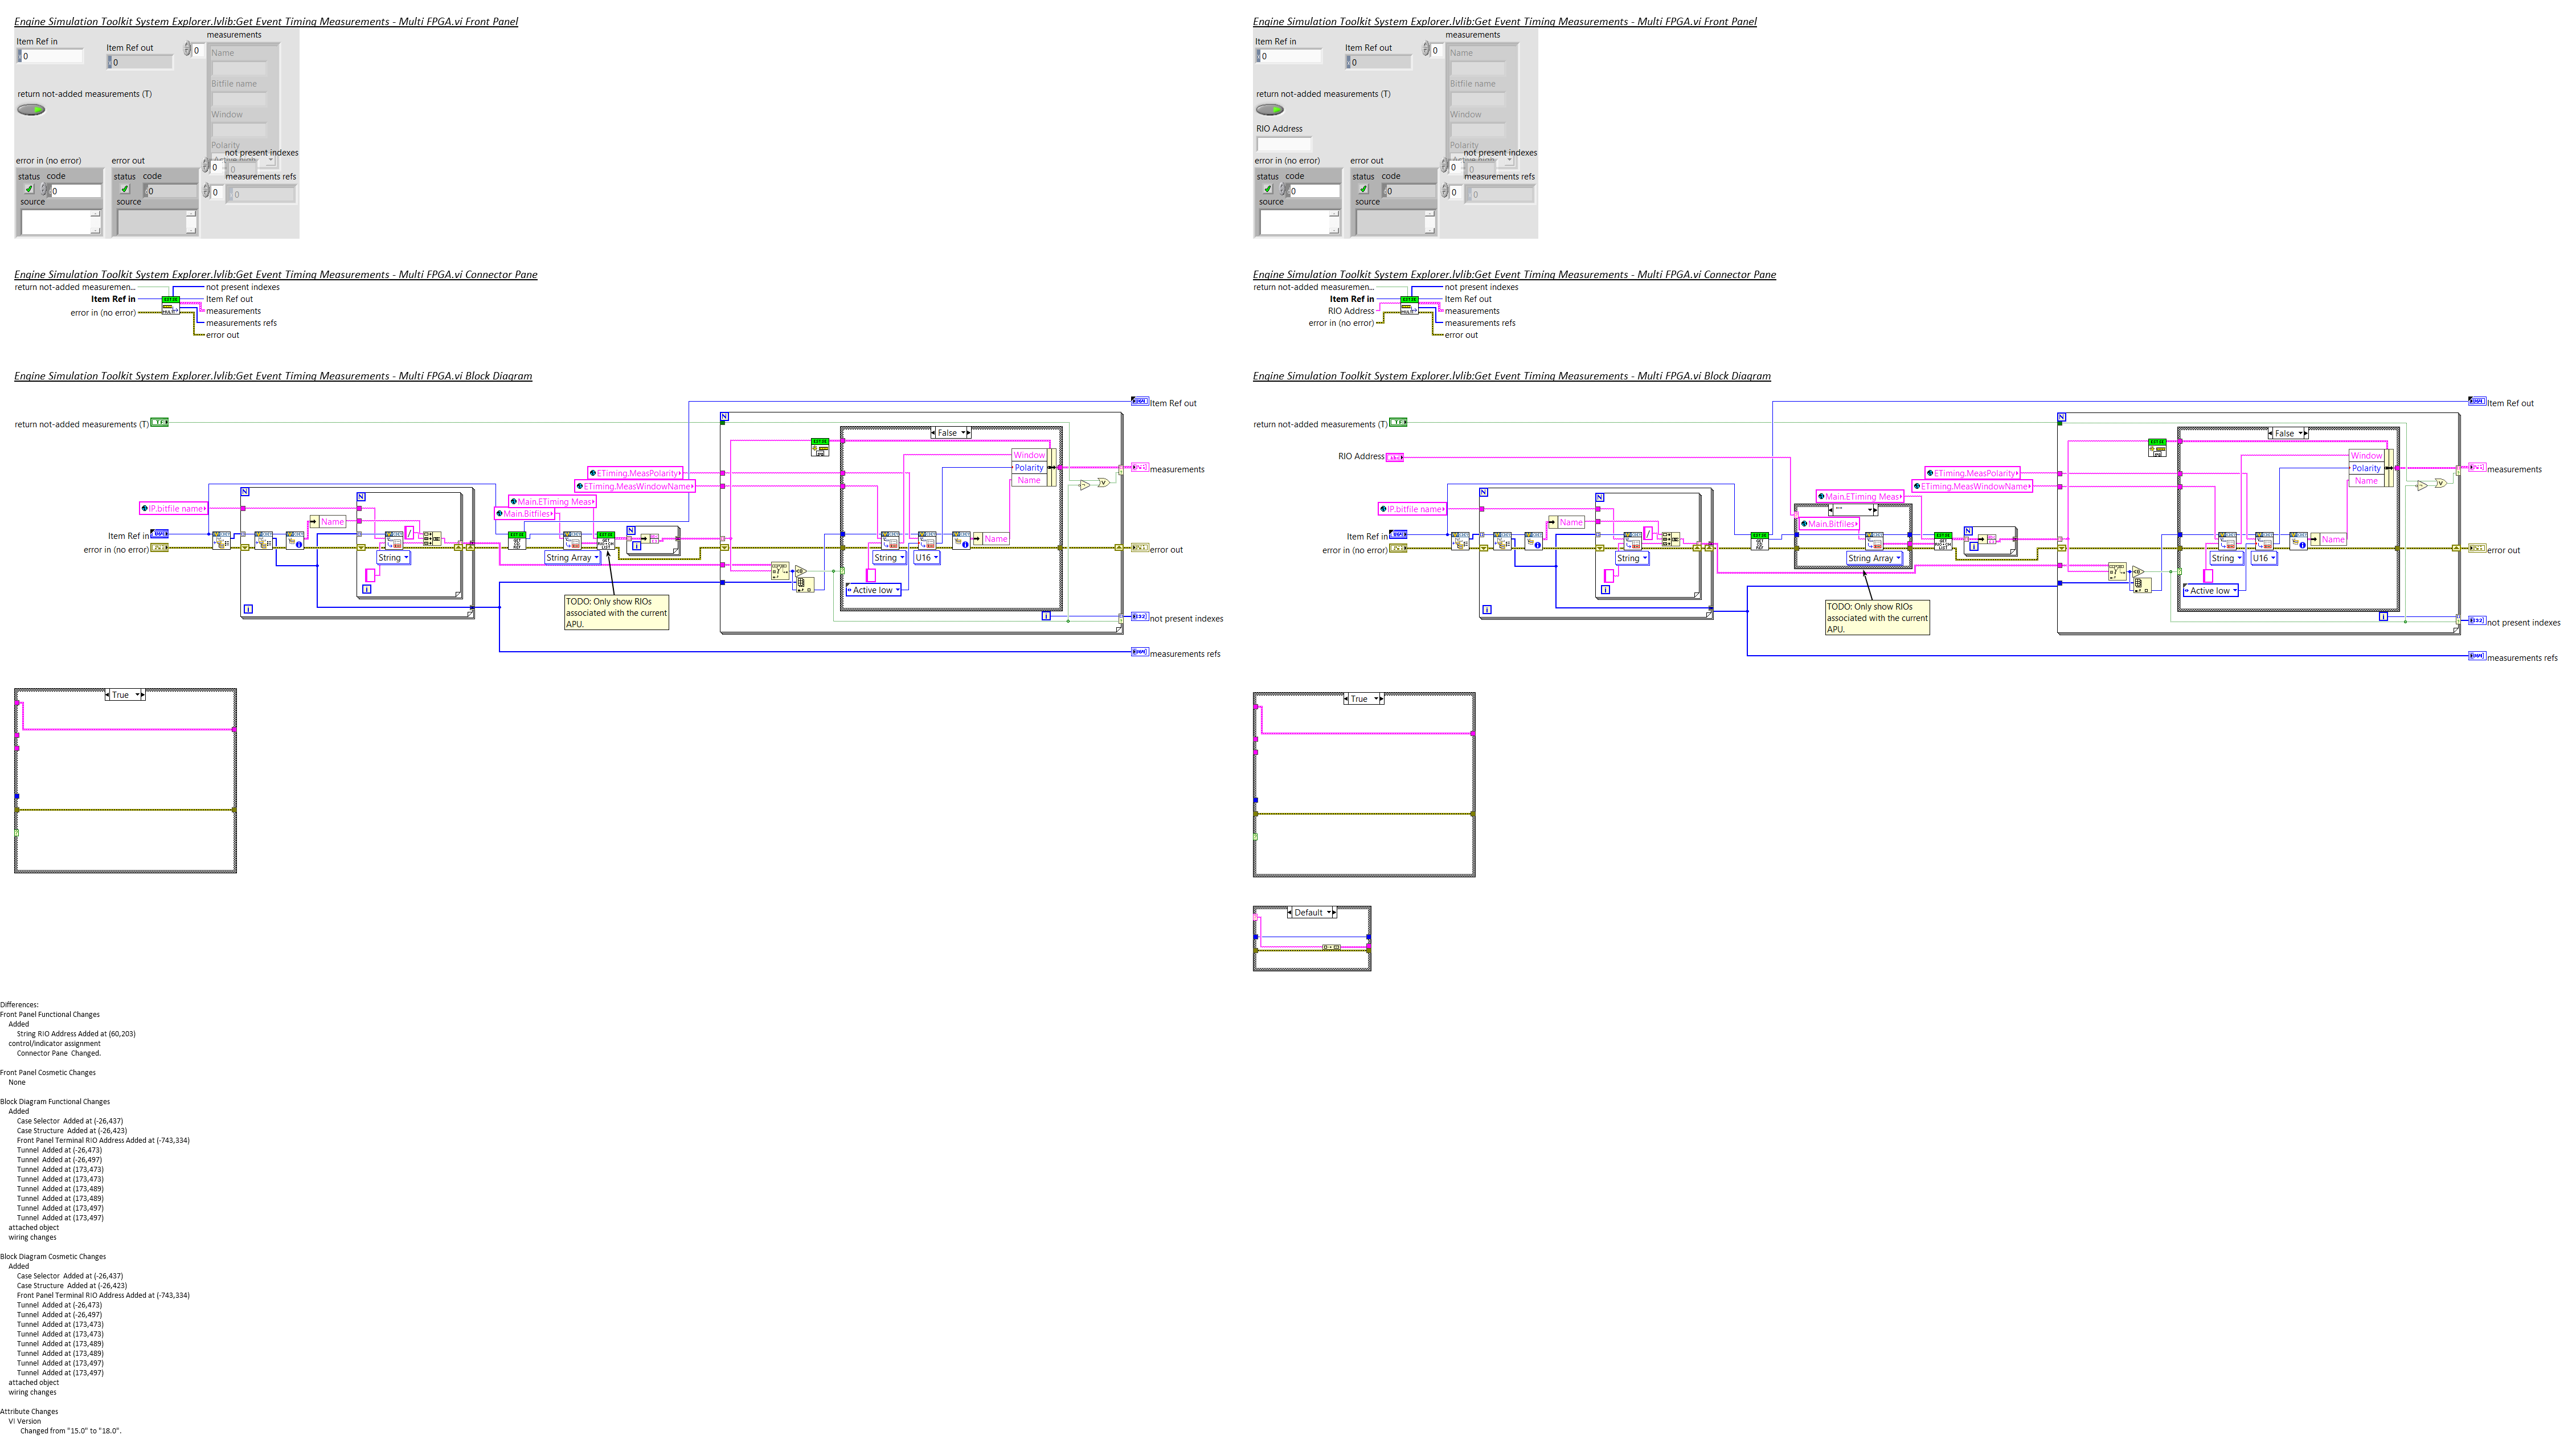 Engine Simulation Toolkit System Explorer.lvlib:Get Event Timing Measurements - Multi FPGA.vi Front Panel
Item Ref in
0
Item Ref out
0
measurements
0
Name
Bitfile name
return not-added measurements (T)
Window
Polarity
not present indexes
0
0
error in (no error)
error out
status
code
0
source
status
code
0
source
measurements refs
0
0
Engine Simulation Toolkit System Explorer.lvlib:Get Event Timing Measurements - Multi FPGA.vi Connector Pane
return not-added measuremen...
not present indexes
Item Ref in
Item Ref out
measurements
error in (no error)
measurements refs
error out
Engine Simulation Toolkit System Explorer.lvlib:Get Event Timing Measurements - Multi FPGA.vi Block Diagram
Item Ref out
return not-added measurements (T)
False
Window
Polarity
Name
measurements
ETiming.MeasPolarity
ETiming.MeasWindowName
Main.ETiming Meas
Main.Bitfiles
IP.bitfile name
Name
Item Ref in
error in (no error)
String
String Array
String
U16
Name
error out
Active low
TODO: Only show RIOs
associated with the current
APU.
not present indexes
measurements refs
True
Engine Simulation Toolkit System Explorer.lvlib:Get Event Timing Measurements - Multi FPGA.vi Front Panel
Item Ref in
0
Item Ref out
0
measurements
0
Name
Bitfile name
return not-added measurements (T)
Window
RIO Address
Polarity
not present indexes
0
0
error in (no error)
error out
status
code
0
source
status
code
0
source
measurements refs
0
0
Engine Simulation Toolkit System Explorer.lvlib:Get Event Timing Measurements - Multi FPGA.vi Connector Pane
return not-added measuremen...
not present indexes
Item Ref in
Item Ref out
RIO Address
measurements
error in (no error)
measurements refs
error out
Engine Simulation Toolkit System Explorer.lvlib:Get Event Timing Measurements - Multi FPGA.vi Block Diagram
Item Ref out
return not-added measurements (T)
False
RIO Address
Window
Polarity
Name
measurements
ETiming.MeasPolarity
ETiming.MeasWindowName
Main.ETiming Meas
""
Main.Bitfiles
IP.bitfile name
Name
Item Ref in
error in (no error)
String
String Array
String
U16
Name
error out
Active low
TODO: Only show RIOs
associated with the current
APU.
not present indexes
measurements refs
True
Default
Differences:
Front Panel Functional Changes
Added
String RIO Address Added at (60,203)
control/indicator assignment
Connector Pane Changed.
Front Panel Cosmetic Changes
None
Block Diagram Functional Changes
Added
Case Selector Added at (-26,437)
Case Structure Added at (-26,423)
Front Panel Terminal RIO Address Added at (-743,334)
Tunnel Added at (-26,473)
Tunnel Added at (-26,497)
Tunnel Added at (173,473)
Tunnel Added at (173,473)
Tunnel Added at (173,489)
Tunnel Added at (173,489)
Tunnel Added at (173,497)
Tunnel Added at (173,497)
attached object
wiring changes
Block Diagram Cosmetic Changes
Added
Case Selector Added at (-26,437)
Case Structure Added at (-26,423)
Front Panel Terminal RIO Address Added at (-743,334)
Tunnel Added at (-26,473)
Tunnel Added at (-26,497)
Tunnel Added at (173,473)
Tunnel Added at (173,473)
Tunnel Added at (173,489)
Tunnel Added at (173,489)
Tunnel Added at (173,497)
Tunnel Added at (173,497)
attached object
wiring changes
Attribute Changes
VI Version
Changed from "15.0" to "18.0".